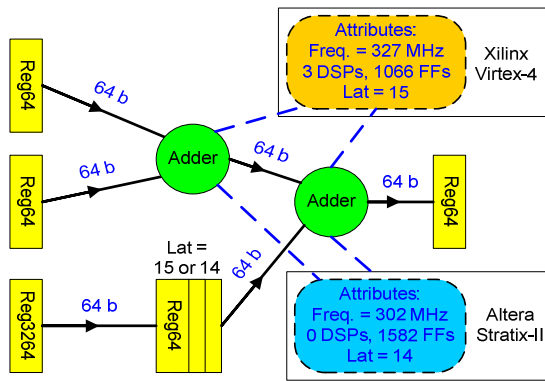 Attributes:
Freq. = 327 MHz
3 DSPs, 1066 FFs
Lat = 15
Xilinx
Virtex-4
Reg64
64 b
Reg64
64 b
Adder
64 b
Adder
64 b
Reg64
Lat =
15 or 14
64 b
Reg3264
64 b
Reg64
Attributes:
Freq. = 302 MHz
0 DSPs, 1582 FFs
Lat = 14
Altera
Stratix-II